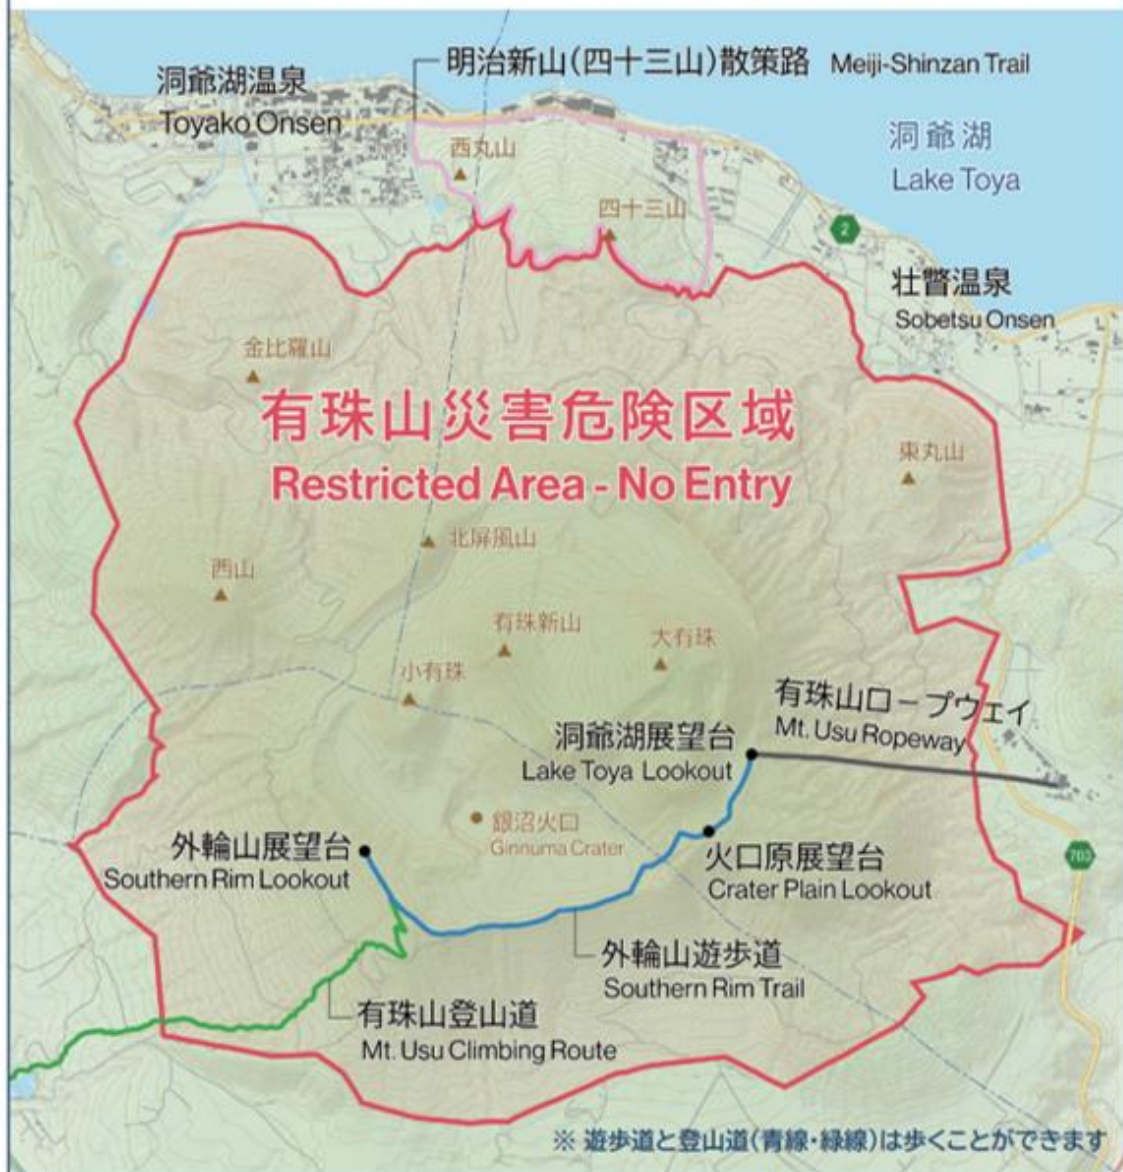 明治新山(四十三山)散策路 Meiji-Shinzan Trail
洞爺湖温泉
Toyako Onsen
洞爺湖
Lake Toya
西丸山
四十三山
2
壮瞥温泉
Sobetsu Onsen
金比羅山
有珠山災害危険区域
Restricted Area - No Entry
東丸山
北屏風山
西山
有珠新山
大有珠
小有珠
有珠山ロープウェイ
Mt. Usu Ropeway
洞爺湖展望台
Lake Toya Lookout
銀沼火口
Ginnuma Crater
外輪山展望台
Southern Rim Lookout
火口原展望台
Crater Plain Lookout
703
外輪山遊歩道
Southern Rim Trail
有珠山登山道
Mt. Usu Climbing Route
※ 遊歩道と登山道(青線・緑線)は歩くことができます